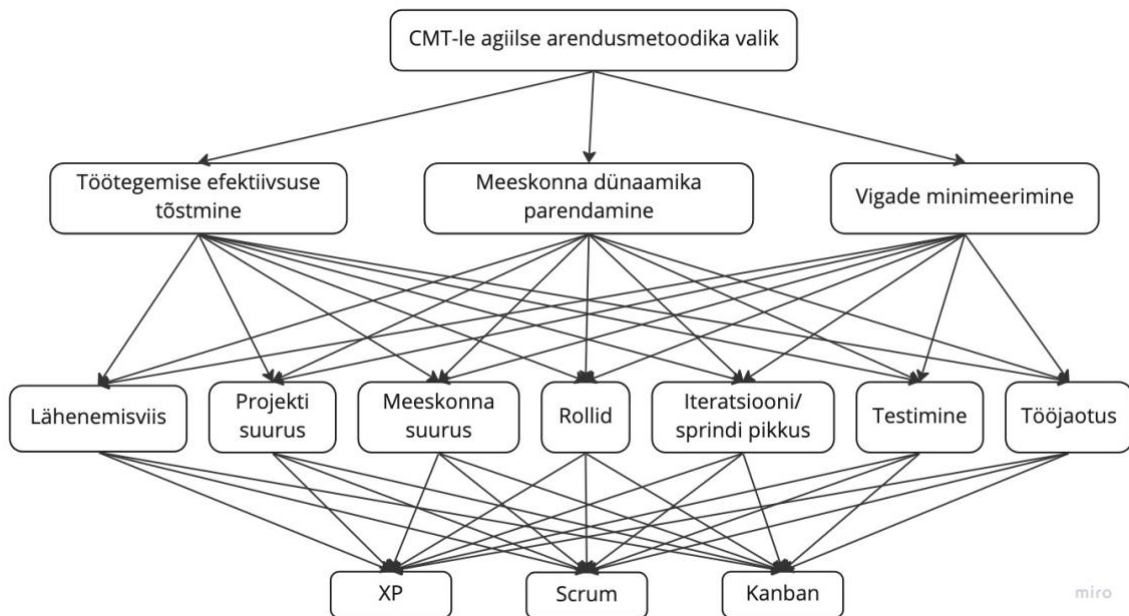 CMT-le agiilse arendusmetoodika valik
Töötegemise efektiivsuse
tõstmine
Meeskonna dünaamika
parendamine
Vigade minimeerimine
Lähenemisviis
Projekti
suurus
Meeskonna
suurus
Rollid
Iteratsiooni/
sprindi pikkus
Testimine
Tööjaotus
XP
Scrum
Kanban
miro